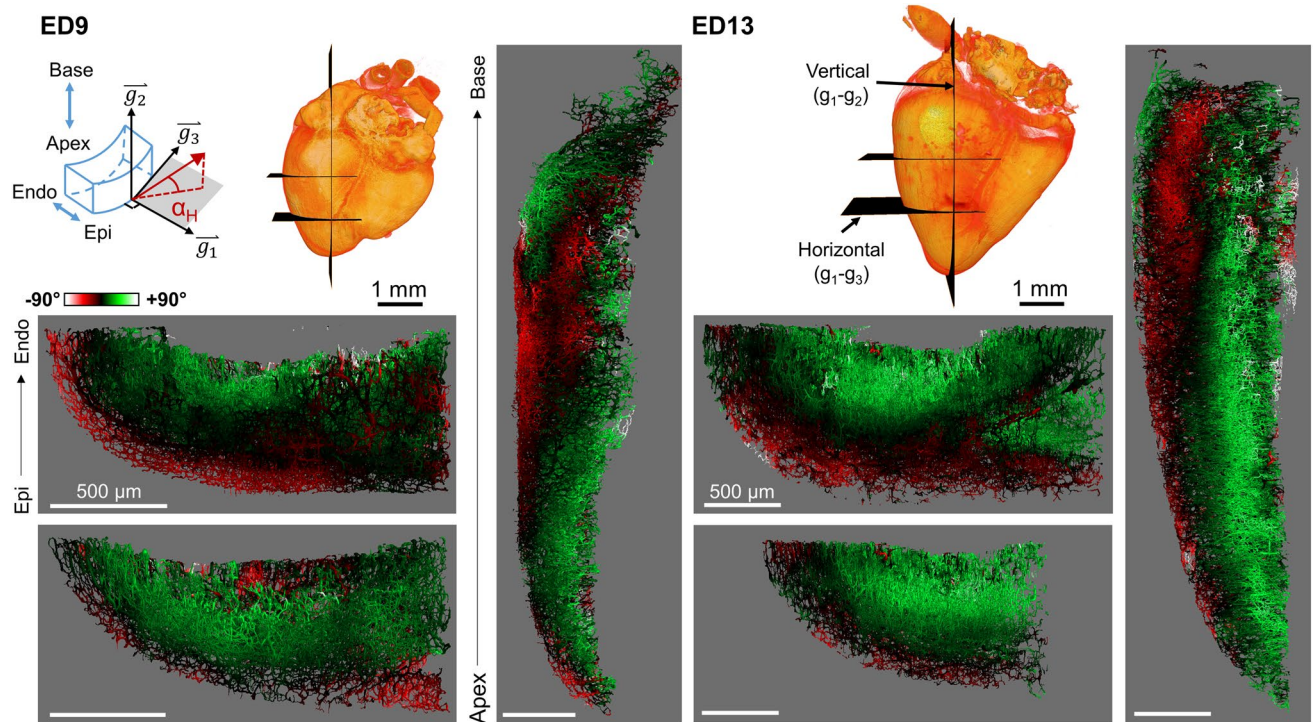 ED9
Base
Apex
Endo
Epi
g₂
g₃
g₁
α_H
-90° +90°
1 mm
Epi → Endo
500 µm
Apex → Base
ED13
Vertical
(g₁-g₂)
Horizontal
(g₁-g₃)
1 mm
500 µm